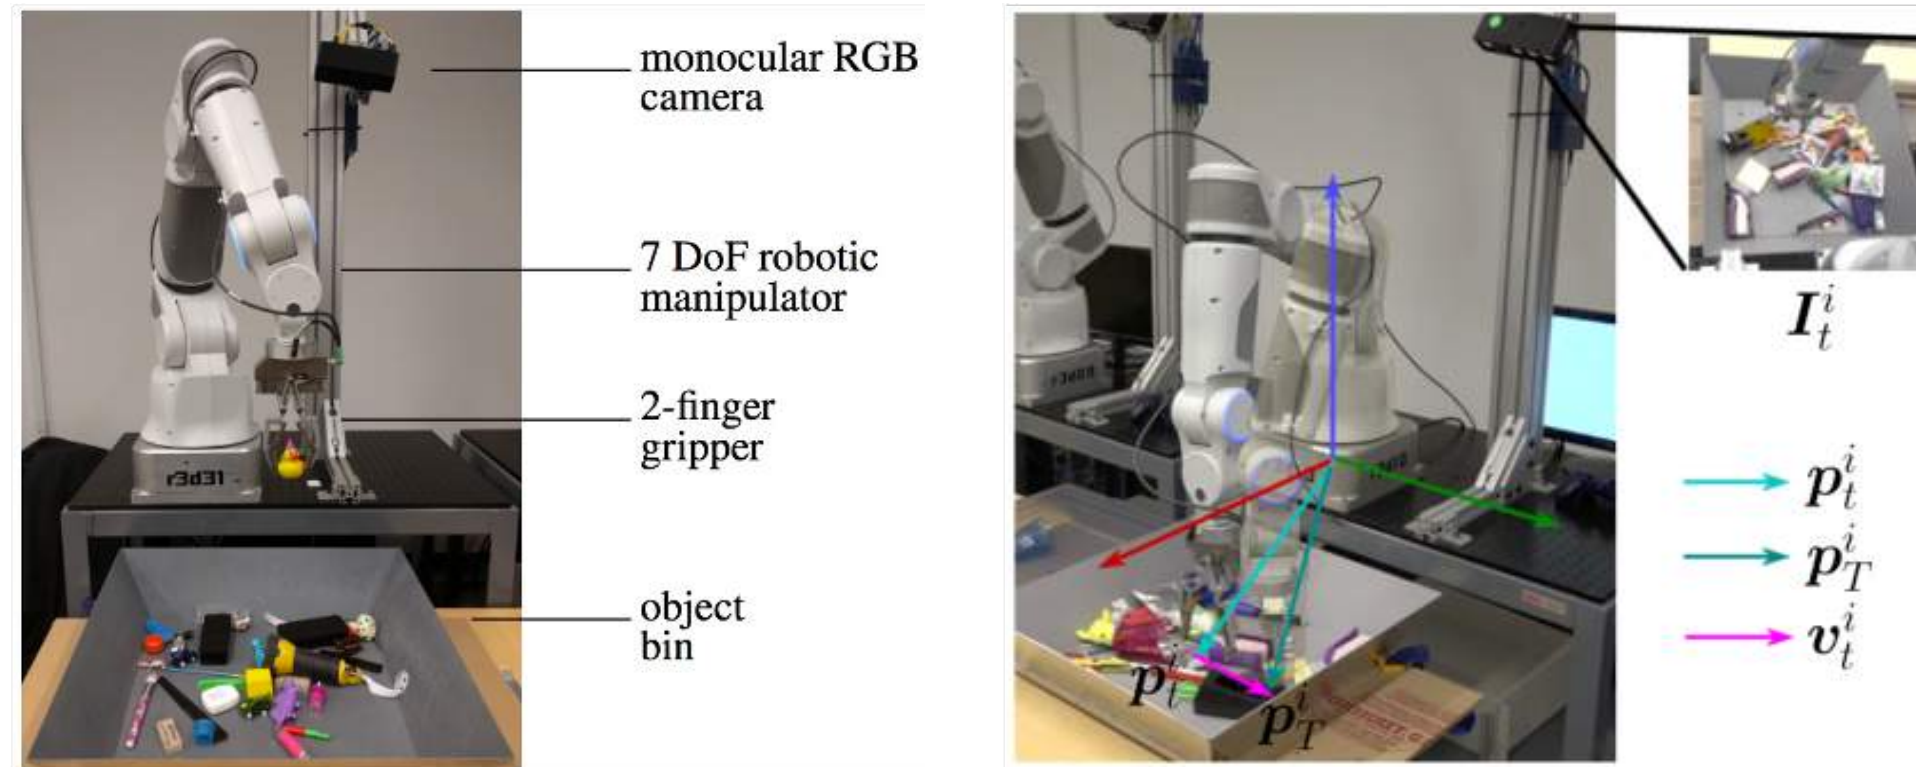 monocular RGB
camera
7 DoF robotic
manipulator
2-finger
gripper
object
bin
r3d31
I_t^i
p_t^i
p_T^i
v_t^i
p_t^i
p_T^i